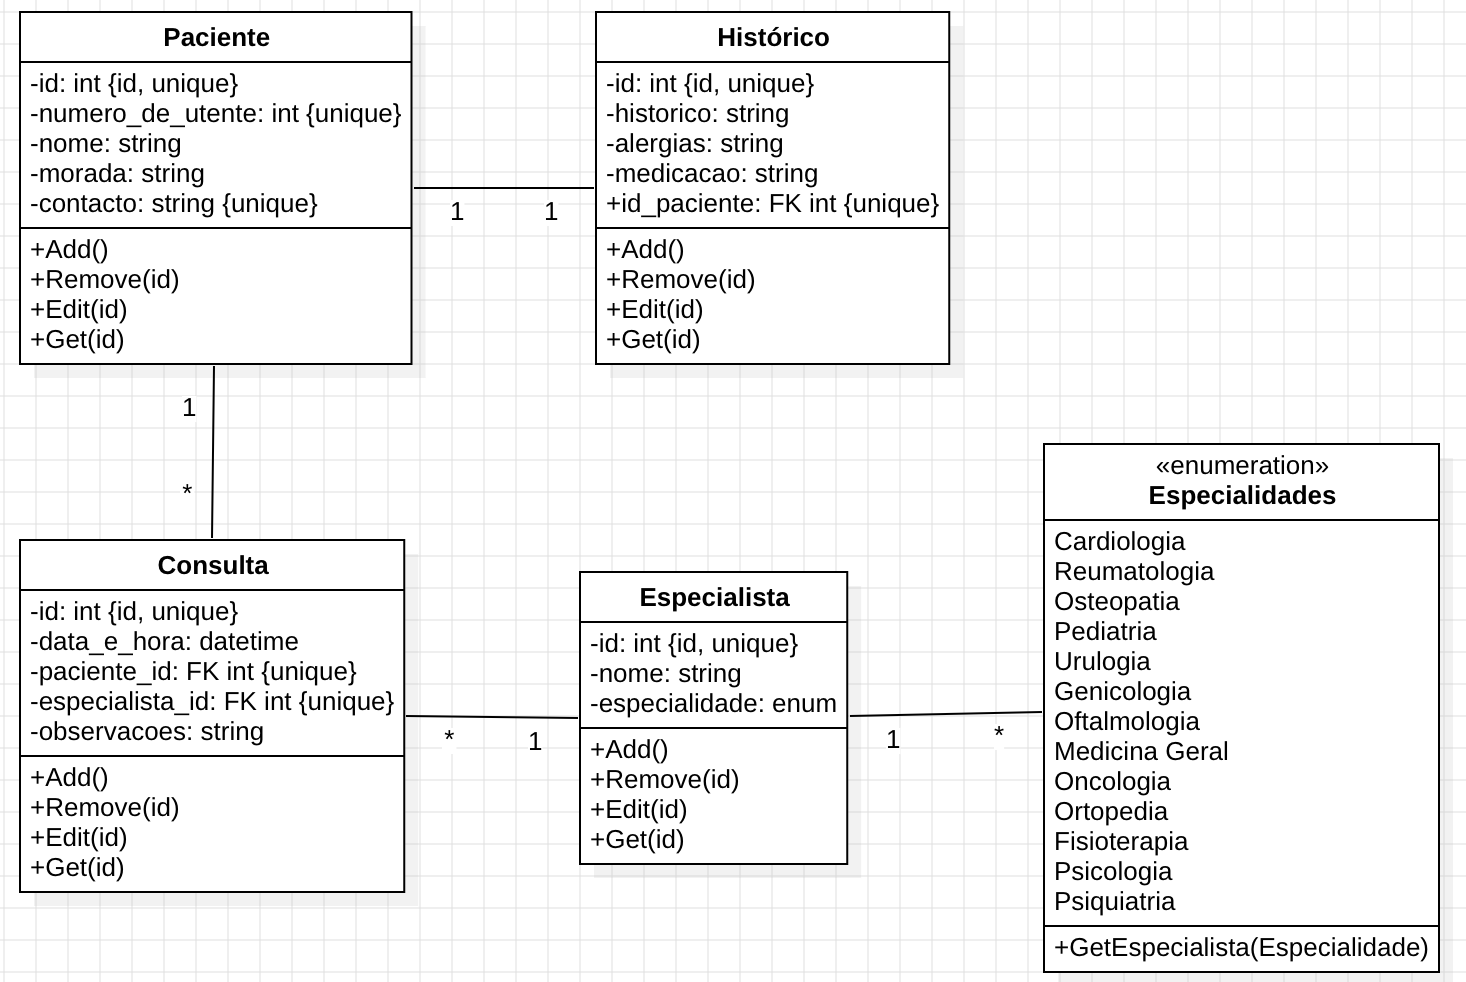 Paciente
-id: int {id, unique}
-numero_de_utente: int {unique}
-nome: string
-morada: string
-contacto: string {unique}
+Add()
+Remove(id)
+Edit(id)
+Get(id)
Histórico
-id: int {id, unique}
-historico: string
-alergias: string
-medicacao: string
+id_paciente: FK int {unique}
+Add()
+Remove(id)
+Edit(id)
+Get(id)
1
1
1
*
Consulta
-id: int {id, unique}
-data_e_hora: datetime
-paciente_id: FK int {unique}
-especialista_id: FK int {unique}
-observacoes: string
+Add()
+Remove(id)
+Edit(id)
+Get(id)
*
1
Especialista
-id: int {id, unique}
-nome: string
-especialidade: enum
+Add()
+Remove(id)
+Edit(id)
+Get(id)
1
*
«enumeration»
Especialidades
Cardiologia
Reumatologia
Osteopatia
Pediatria
Urulogia
Genicologia
Oftalmologia
Medicina Geral
Oncologia
Ortopedia
Fisioterapia
Psicologia
Psiquiatria
+GetEspecialista(Especialidade)